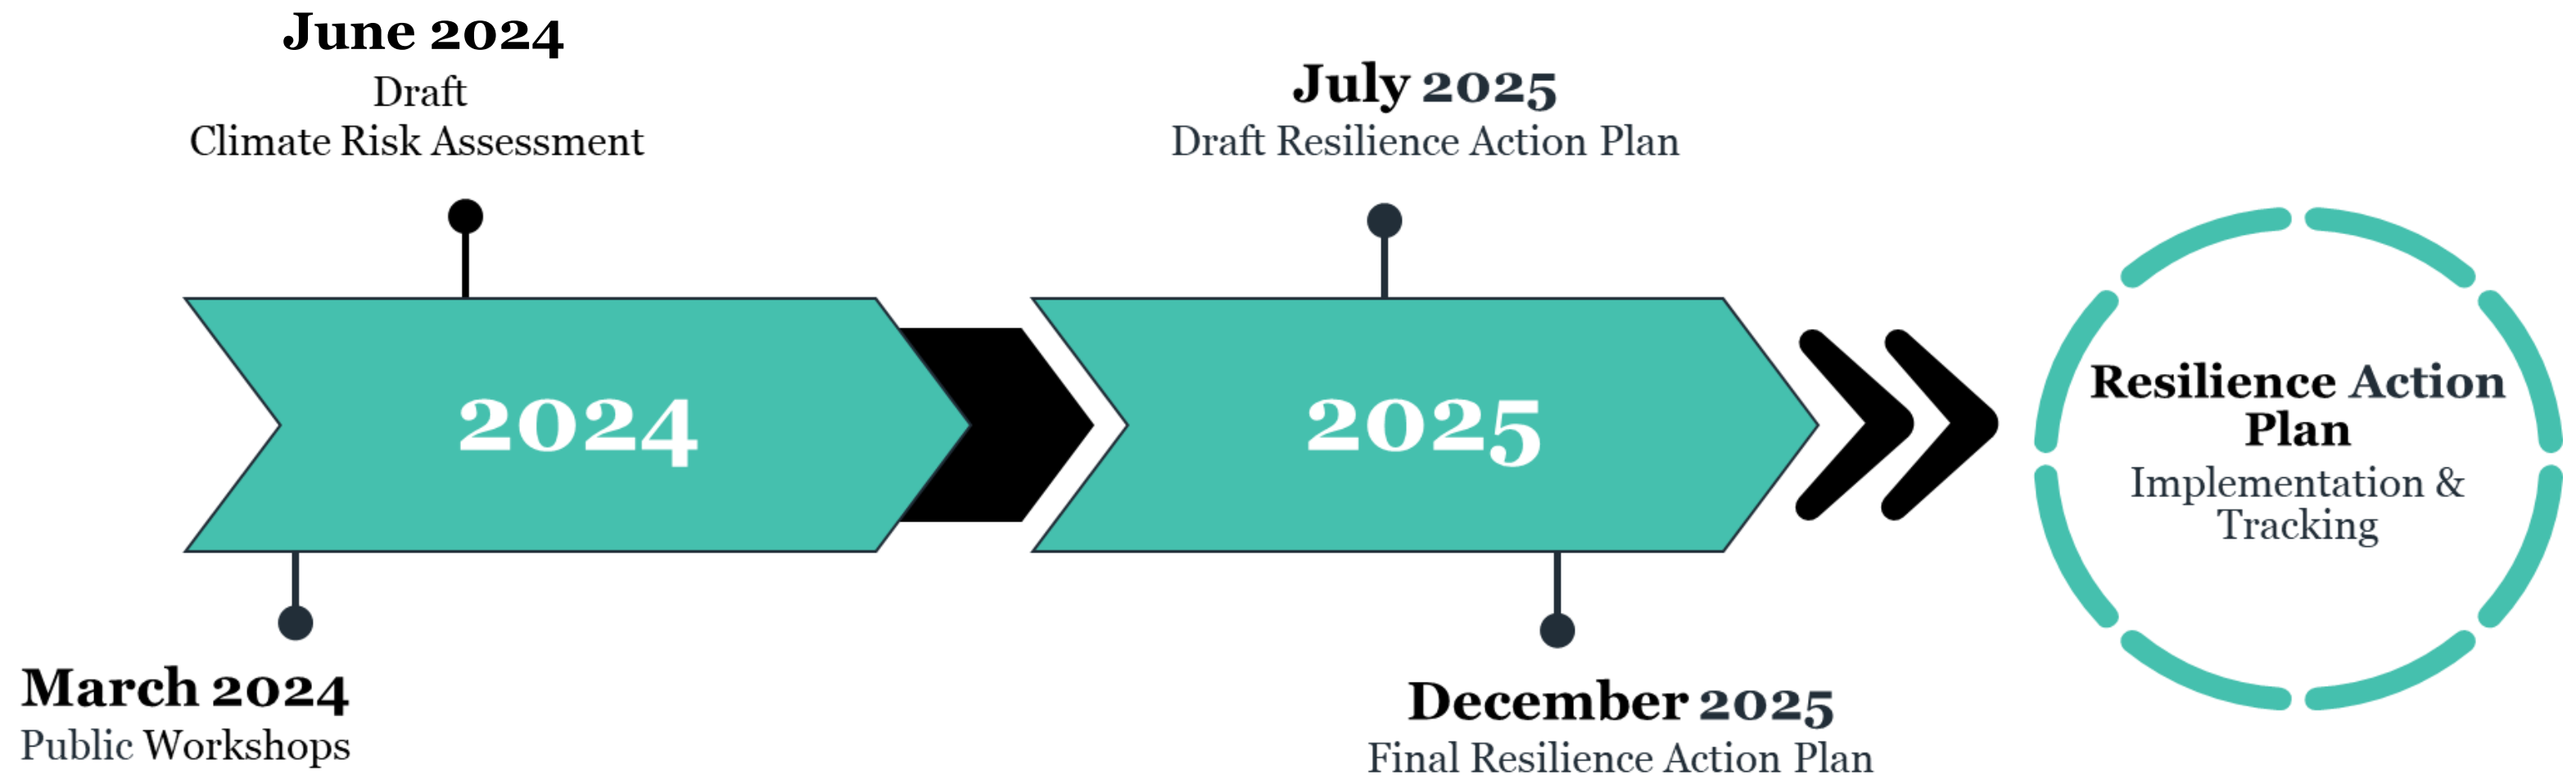 June 2024
Draft
Climate Risk Assessment
July 2025
Draft Resilience Action Plan
2024
2025
Resilience Action
Plan
Implementation &
Tracking
March 2024
Public Workshops
December 2025
Final Resilience Action Plan